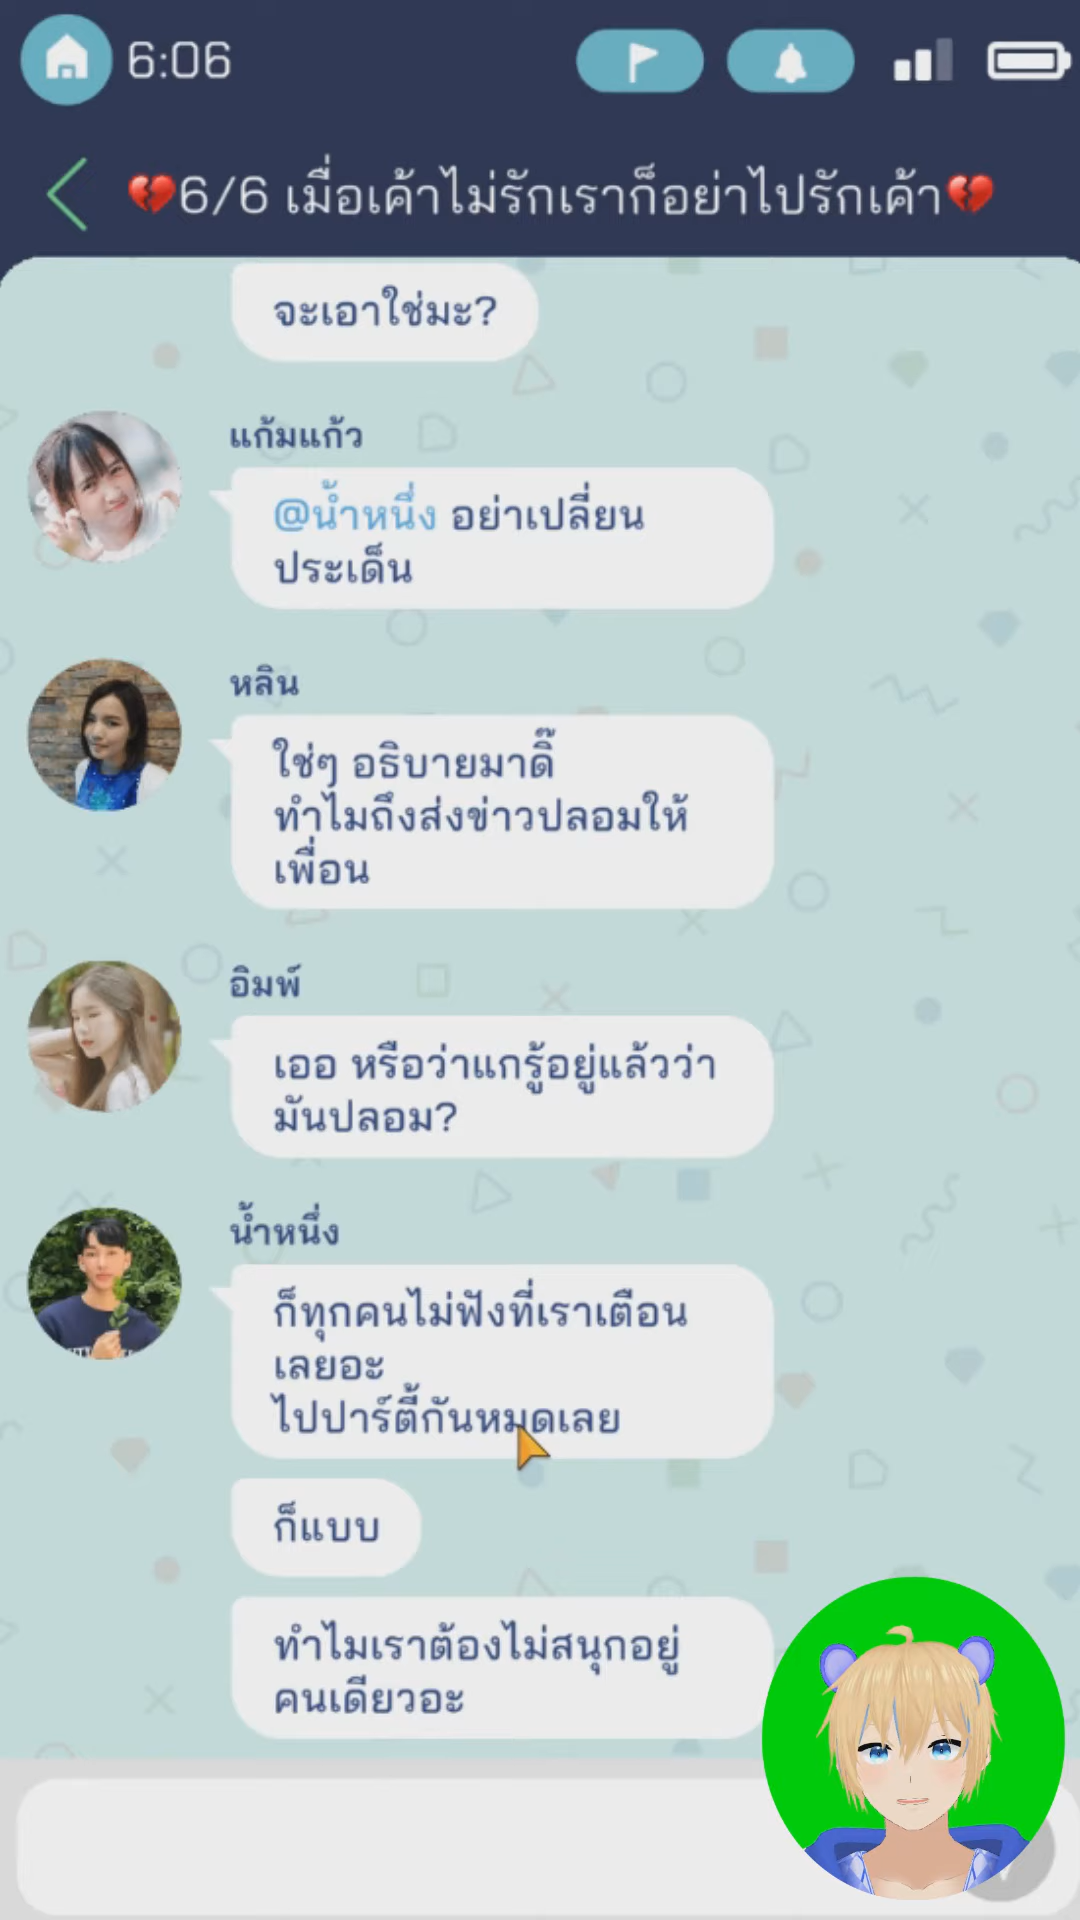 6:06
💔6/6 เมื่อเค้าไม่รักเราก็อย่าไปรักเค้า💔
จะเอาใช่มะ?
แก้มแก้ว
@น้ำหนึ่ง อย่าเปลี่ยน
ประเด็น
หลิน
ใช่ๆ อธิบายมาดิ๊
ทำไมถึงส่งข่าวปลอมให้
เพื่อน
อิมพ์
เออ หรือว่าแกรู้อยู่แล้วว่า
มันปลอม?
น้ำหนึ่ง
ก็ทุกคนไม่ฟังที่เราเตือน
เลยอะ
ไปปาร์ตี้กันหมดเลย
ก็แบบ
ทำไมเราต้องไม่สนุกอยู่
คนเดียวอะ